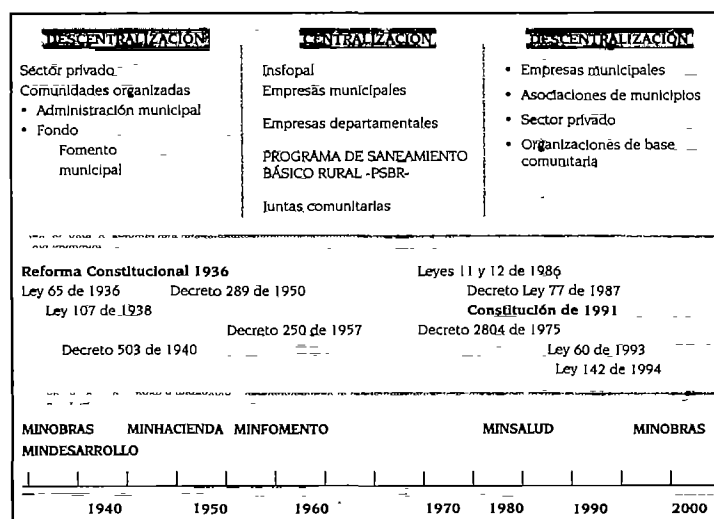 DESCENTRALIZACIÓN
Sector privado
Comunidades organizadas
• Administración municipal
• Fondo
Fomento
municipal
CENTRALIZACIÓN
Insfopal
Empresas municipales
Empresas departamentales
PROGRAMA DE SANEAMIENTO
BÁSICO RURAL -PSBR-
Juntas comunitarias
DESCENTRALIZACIÓN
• Empresas municipales
• Asociaciones de municipios
• Sector privado
• Organizaciones de base
comunitaria
Reforma Constitucional 1936 Leyes 11 y 12 de 1986
Ley 65 de 1936 Decreto 289 de 1950 Decreto Ley 77 de 1987
Ley 107 de 1938 Constitución de 1991
Decreto 250 de 1957 Decreto 2804 de 1975
Decreto 503 de 1940 Ley 60 de 1993
Ley 142 de 1994
MINOBRAS MINHACIENDA MINFOMENTO MINSALUD MINOBRAS
MINDESARROLLO
1940 1950 1960 1970 1980 1990 2000